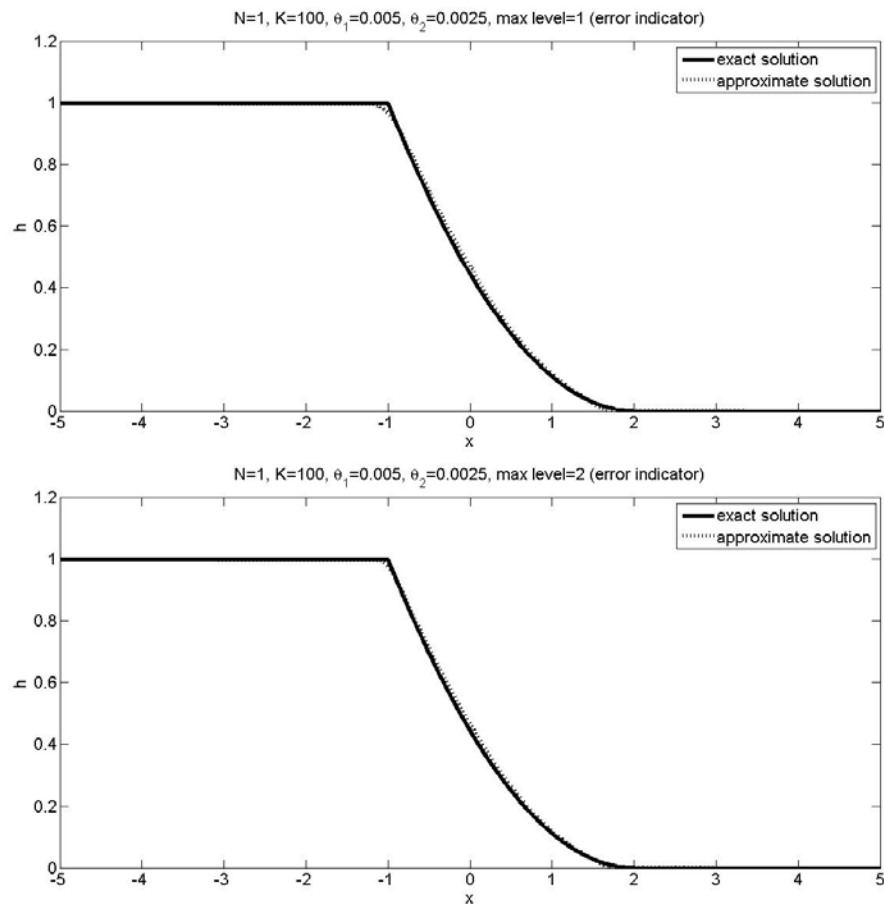 N=1, K=100, θ₁=0.005, θ₂=0.0025, max level=1 (error indicator)
1.2
exact solution
approximate solution
1
0.8
0.6
h
0.4
0.2
0
-5 -4 -3 -2 -1 0 1 2 3 4 5
x
N=1, K=100, θ₁=0.005, θ₂=0.0025, max level=2 (error indicator)
1.2
exact solution
approximate solution
1
0.8
0.6
h
0.4
0.2
0
-5 -4 -3 -2 -1 0 1 2 3 4 5
x